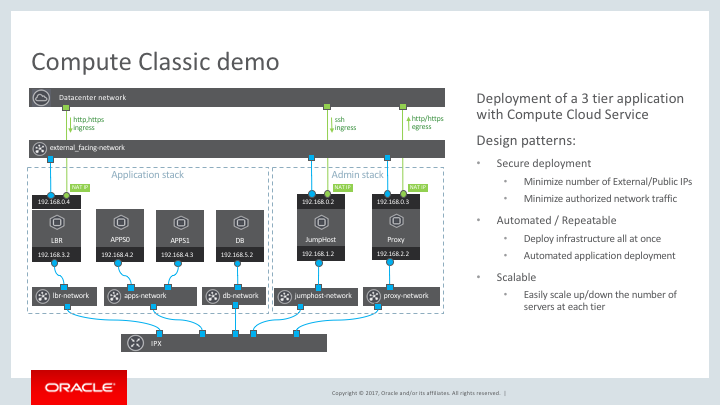 Compute Classic demo
Datacenter network
http,https
ingress
ssh
ingress
http/https
egress
external_facing-network
Application stack
Admin stack
NAT IP
NAT IP
NAT IP
192.168.0.4
192.168.0.2
192.168.0.3
LBR
APPS0
APPS1
DB
JumpHost
Proxy
192.168.3.2
192.168.4.2
192.168.4.3
192.168.5.2
192.168.1.2
192.168.2.2
lbr-network
apps-network
db-network
jumphost-network
proxy-network
IPX
Deployment of a 3 tier application
with Compute Cloud Service
Design patterns:
• Secure deployment
• Minimize number of External/Public IPs
• Minimize authorized network traffic
• Automated / Repeatable
• Deploy infrastructure all at once
• Automated application deployment
• Scalable
• Easily scale up/down the number of
servers at each tier
ORACLE
Copyright © 2017, Oracle and/or its affiliates. All rights reserved. |